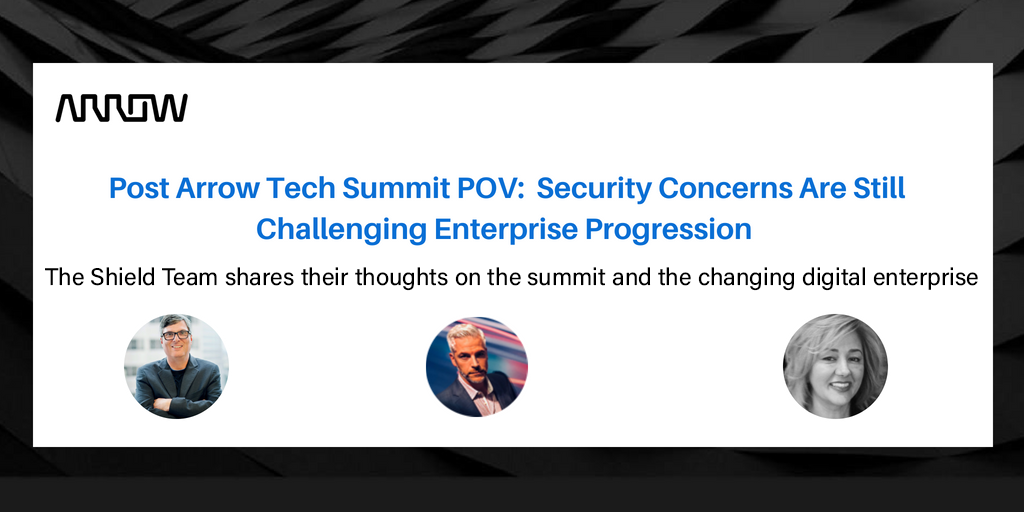 ARROW
Post Arrow Tech Summit POV:  Security Concerns Are Still
Challenging Enterprise Progression
The Shield Team shares their thoughts on the summit and the changing digital enterprise